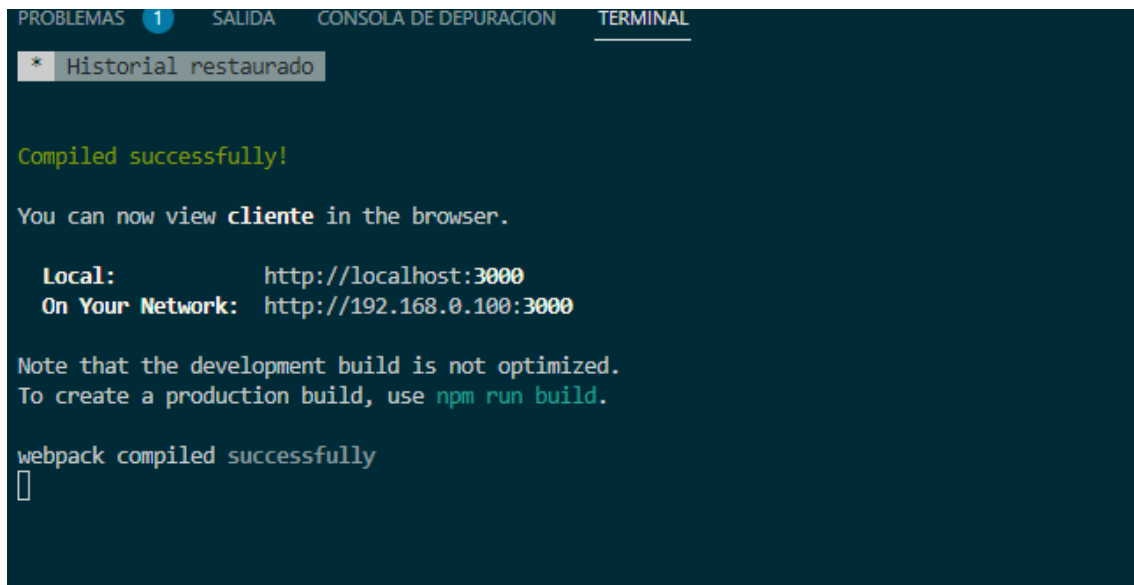 PROBLEMAS 1 SALIDA CONSOLA DE DEPURACIÓN TERMINAL
* Historial restaurado
Compiled successfully!
You can now view cliente in the browser.
Local: http://localhost:3000
On Your Network: http://192.168.0.100:3000
Note that the development build is not optimized.
To create a production build, use npm run build.
webpack compiled successfully